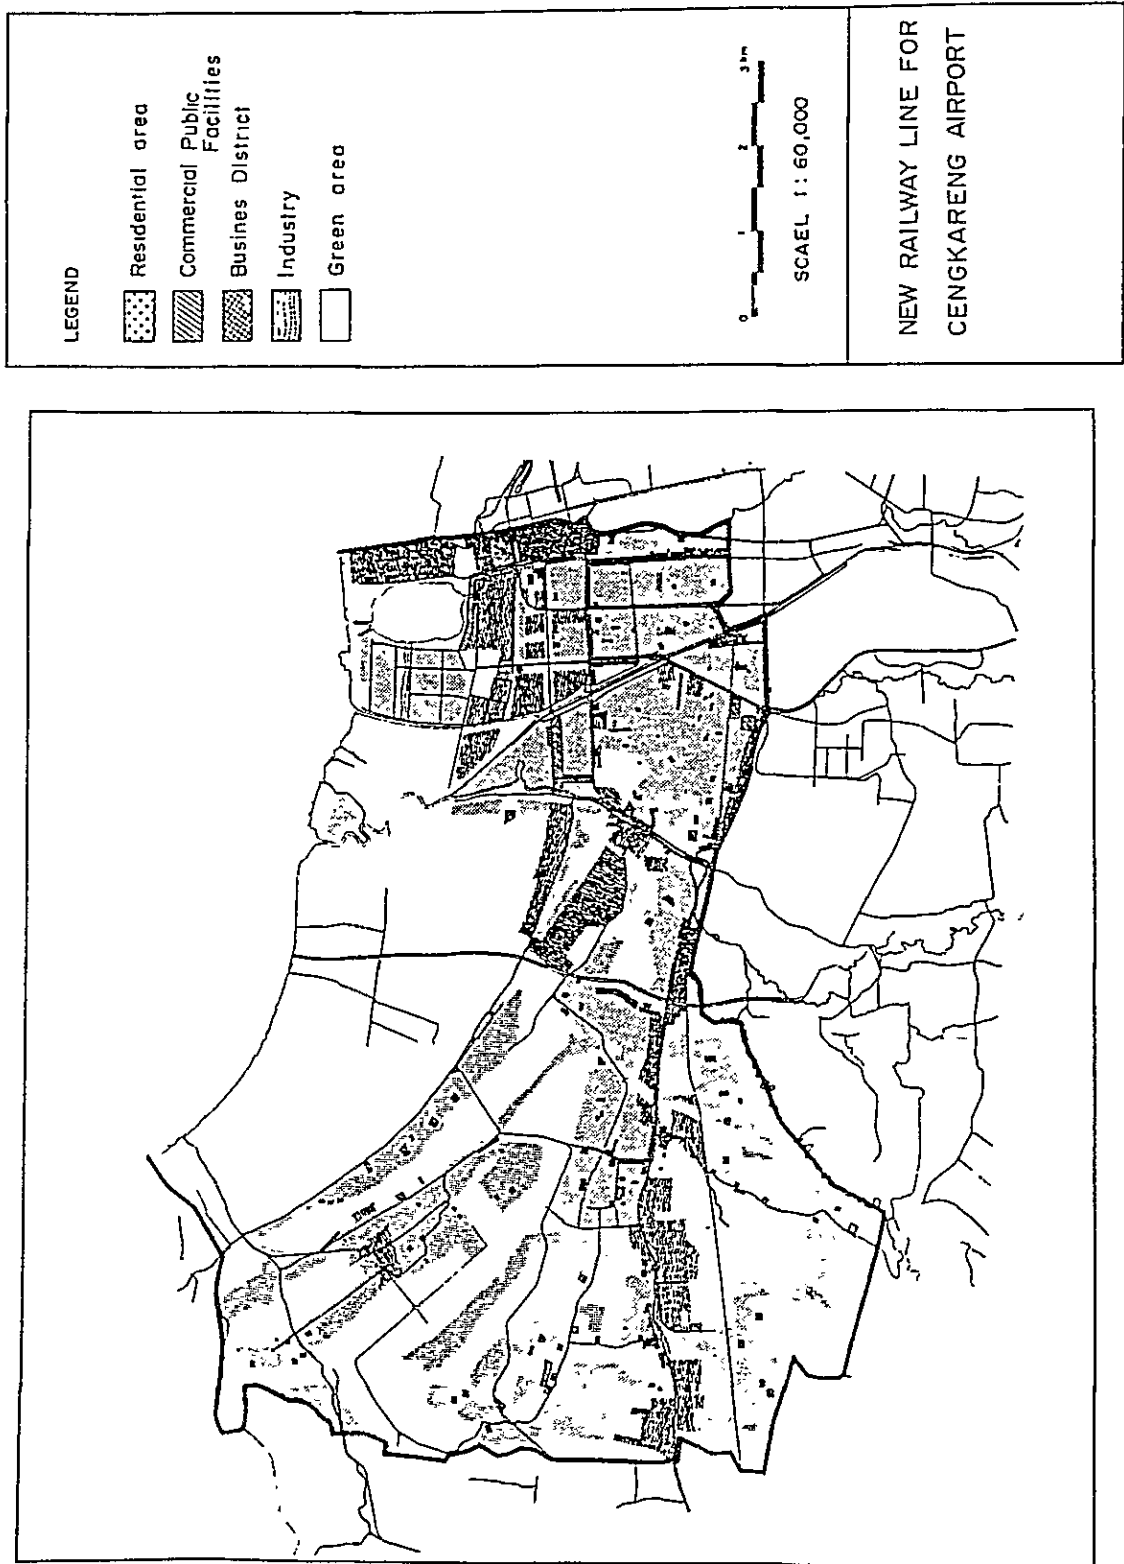 LEGEND
Residential area
Commercial Public
Facilities
Busines District
Industry
Green area
0 1 2 3 km
SCAEL 1:60,000
NEW RAILWAY LINE FOR
CENGKARENG AIRPORT